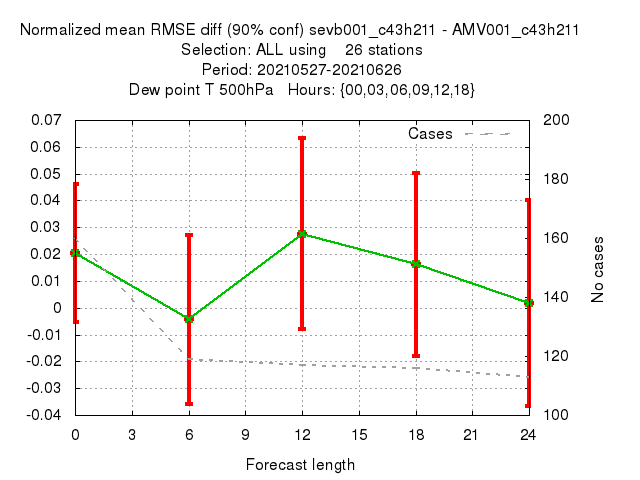 Normalized mean RMSE diff (90% conf) sevb001_c43h211 - AMV001_c43h211
Selection: ALL using 26 stations
Period: 20210527-20210626
Dew point T 500hPa Hours: {00,03,06,09,12,18}
0.07
0.06
0.05
0.04
0.03
0.02
0.01
0
-0.01
-0.02
-0.03
-0.04
Cases
200
180
160
140
120
100
No cases
0 3 6 9 12 15 18 21 24
Forecast length